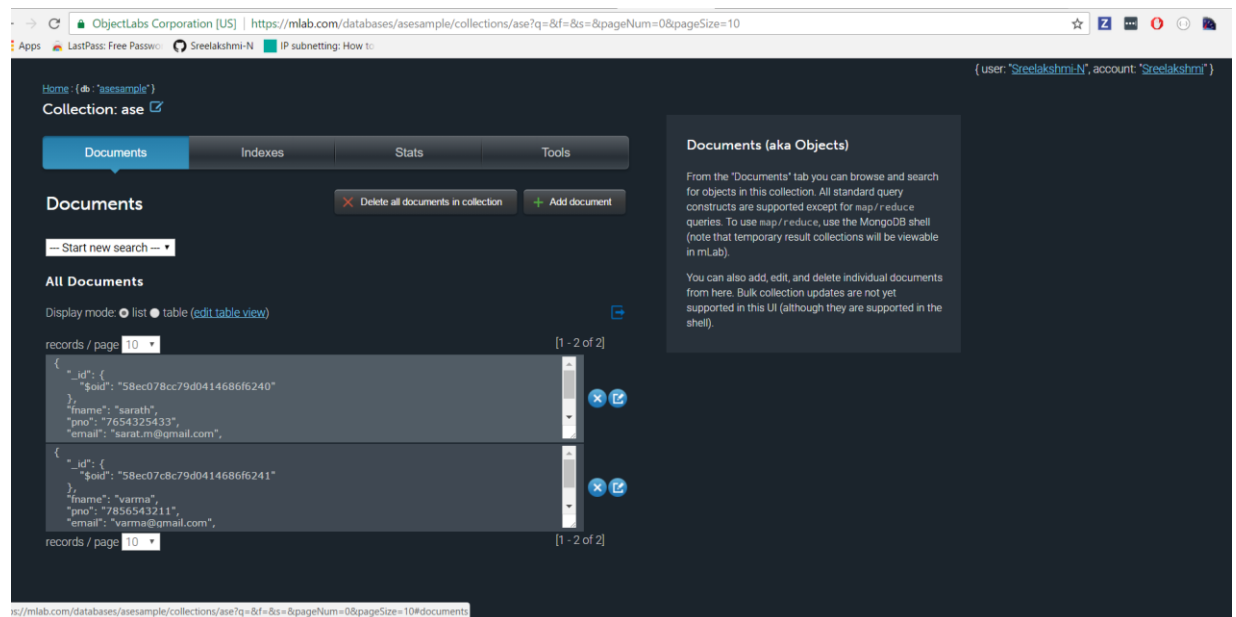 ObjectLabs Corporation [US] | https://mlab.com/databases/asesample/collections/ase?q=&f=&s=&pageNum=0&pageSize=10
Apps LastPass: Free Passwo Sreelakshmi-N IP subnetting: How to
{ user: "Sreelakshmi-N", account: "Sreelakshmi" }
Home : { db : "asesample" }
Collection: ase
Documents Indexes Stats Tools
Documents
Delete all documents in collection
Add document
-- Start new search --
All Documents
Display mode: list table (edit table view)
records / page 10 [1 - 2 of 2]
{
"_id": {
"$oid": "58ec078cc79d0414686f6240"
},
"fname": "sarath",
"pno": "7654325433",
"email": "sarat.m@gmail.com",
{
"_id": {
"$oid": "58ec07c8c79d0414686f6241"
},
"fname": "varma",
"pno": "7856543211",
"email": "varma@gmail.com",
records / page 10 [1 - 2 of 2]
Documents (aka Objects)
From the "Documents" tab you can browse and search
for objects in this collection. All standard query
constructs are supported except for map/reduce
queries. To use map/reduce, use the MongoDB shell
(note that temporary result collections will be viewable
in mLab).
You can also add, edit, and delete individual documents
from here. Bulk collection updates are not yet
supported in this UI (although they are supported in the
shell).
ps://mlab.com/databases/asesample/collections/ase?q=&f=&s=&pageNum=0&pageSize=10#documents